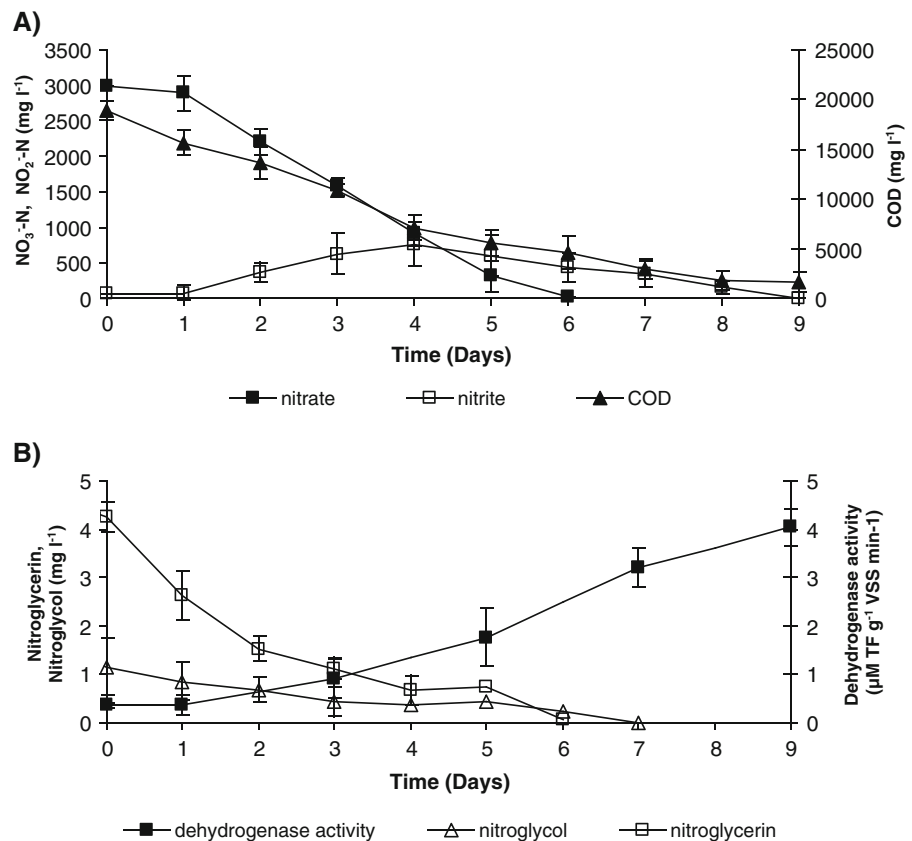 A)
NO₃⁻-N, NO₂⁻-N (mg l⁻¹)
3500
3000
2500
2000
1500
1000
500
0
25000
20000
15000
10000
5000
0
COD (mg l⁻¹)
0 1 2 3 4 5 6 7 8 9
Time (Days)
nitrate nitrite COD
B)
Nitroglycerin,
Nitroglycol (mg l⁻¹)
5
4
3
2
1
0
5
4
3
2
1
0
Dehydrogenase activity
(µM TF g⁻¹ VSS min-1)
0 1 2 3 4 5 6 7 8 9
Time (Days)
dehydrogenase activity nitroglycol nitroglycerin